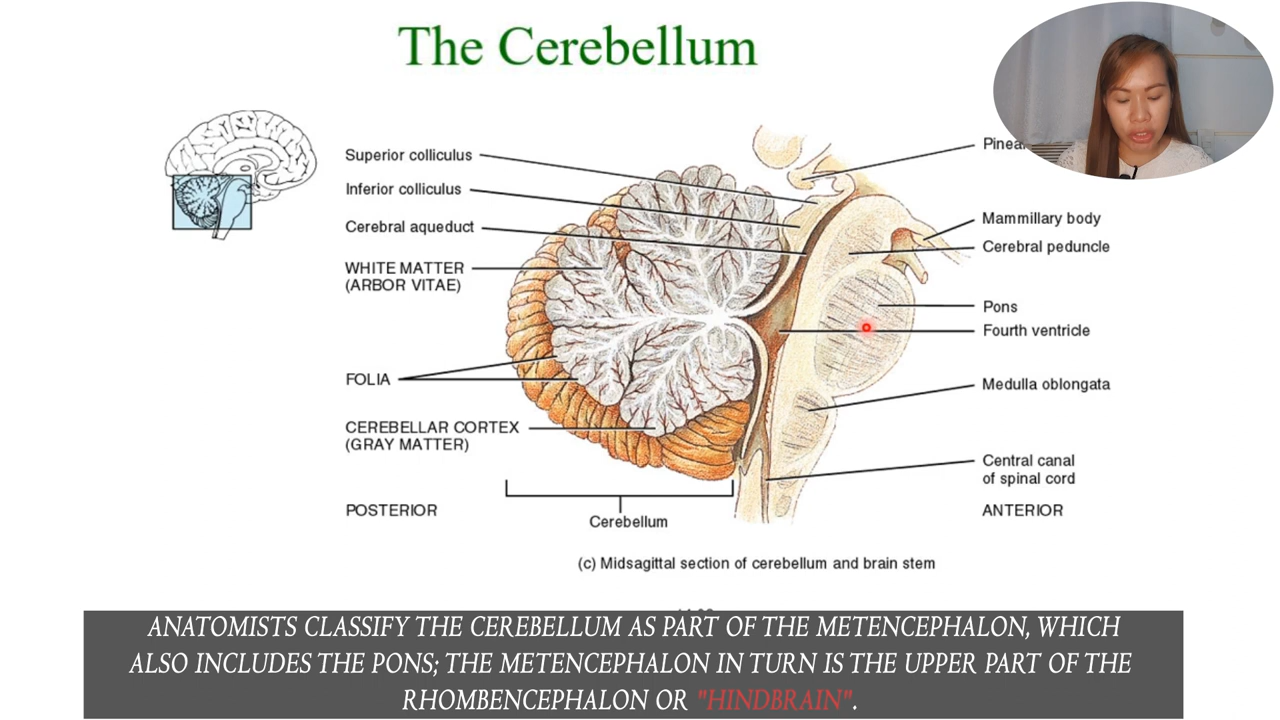 The Cerebellum
Superior colliculus
Inferior colliculus
Cerebral aqueduct
WHITE MATTER
(ARBOR VITAE)
FOLIA
CEREBELLAR CORTEX
(GRAY MATTER)
POSTERIOR
Cerebellum
Mammillary body
Cerebral peduncle
Pons
Fourth ventricle
Medulla oblongata
Central canal
of spinal cord
ANTERIOR
(c) Midsagittal section of cerebellum and brain stem
ANATOMISTS CLASSIFY THE CEREBELLUM AS PART OF THE METENCEPHALON, WHICH
ALSO INCLUDES THE PONS; THE METENCEPHALON IN TURN IS THE UPPER PART OF THE
RHOMBENCEPHALON OR "HINDBRAIN".